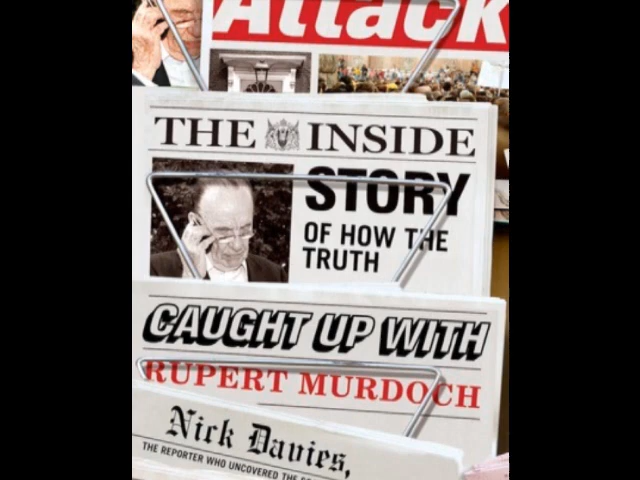 Attack
THE INSIDE
STORY
OF HOW THE
TRUTH
CAUGHT UP WITH
RUPERT MURDOCH
Nick Davies,
THE REPORTER WHO UNCOVERED THE